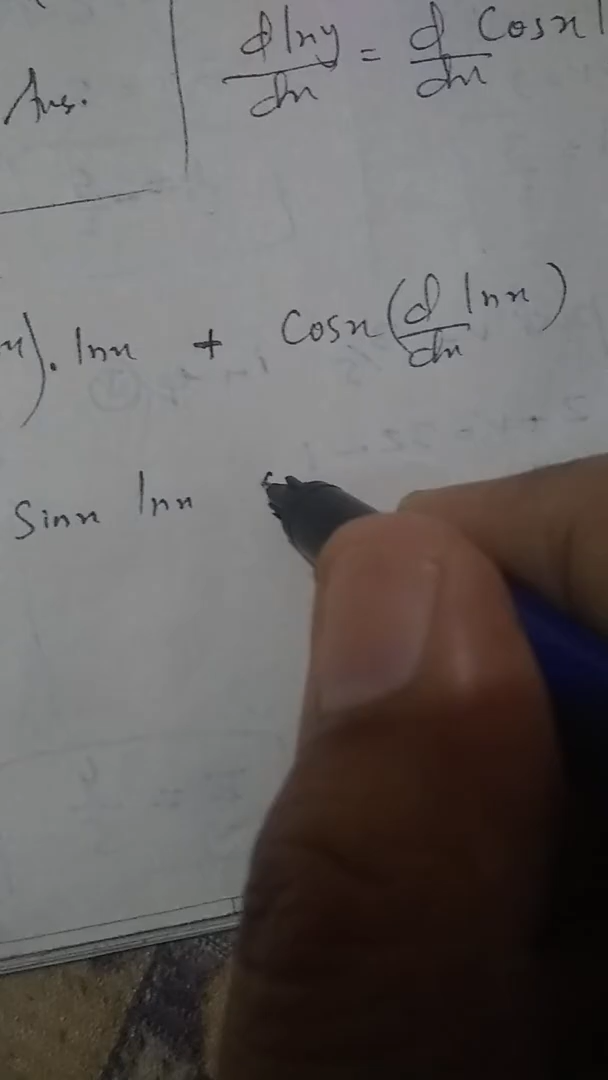 Ans.
d lny / dx = d / dx Cosx l
x). lnx + Cosx (d / dx lnx)
Sinx lnx